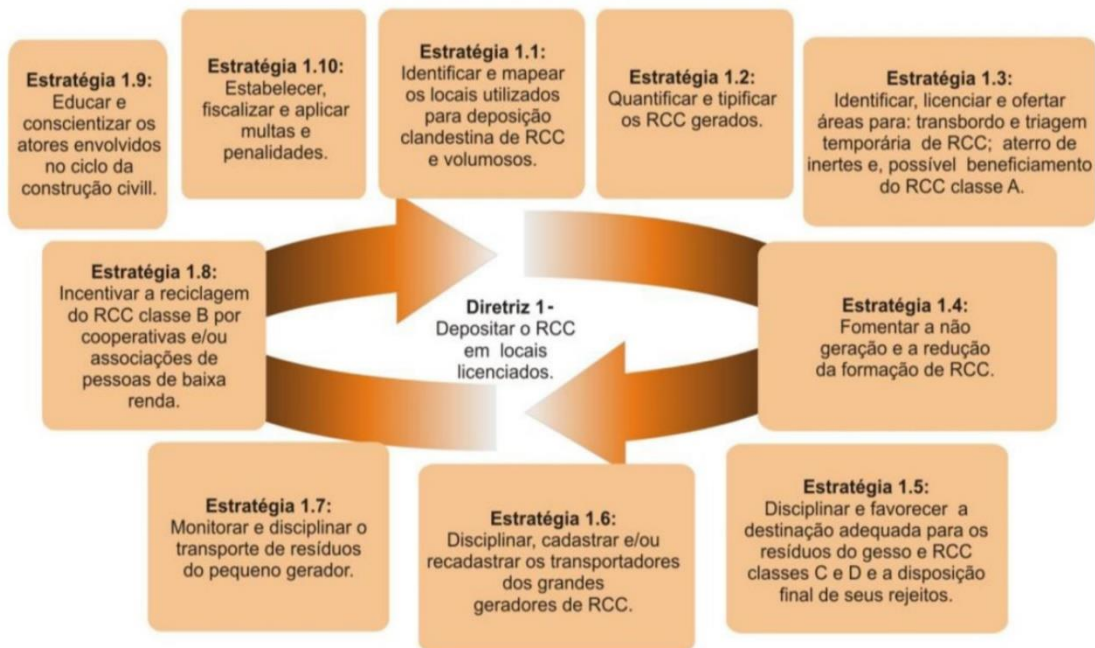 Estratégia 1.9:
Educar e
conscientizar os
atores envolvidos
no ciclo da
construção civill.
Estratégia 1.10:
Estabelecer,
fiscalizar e aplicar
multas e
penalidades.
Estratégia 1.1:
Identificar e mapear
os locais utilizados
para deposição
clandestina de RCC
e volumosos.
Estratégia 1.2:
Quantificar e tipificar
os RCC gerados.
Estratégia 1.3:
Identificar, licenciar e ofertar
áreas para: transbordo e triagem
temporária de RCC; aterro de
inertes e, possível beneficiamento
do RCC classe A.
Estratégia 1.8:
Incentivar a reciclagem
do RCC classe B por
cooperativas e/ou
associações de
pessoas de baixa
renda.
Diretriz 1-
Depositar o RCC
em locais
licenciados.
Estratégia 1.4:
Fomentar a não
geração e a redução
da formação de RCC.
Estratégia 1.7:
Monitorar e disciplinar o
transporte de resíduos
do pequeno gerador.
Estratégia 1.6:
Disciplinar, cadastrar e/ou
recadastrar os transportadores
dos grandes
geradores de RCC.
Estratégia 1.5:
Disciplinar e favorecer a
destinação adequada para os
resíduos do gesso e RCC
classes C e D e a disposição
final de seus rejeitos.